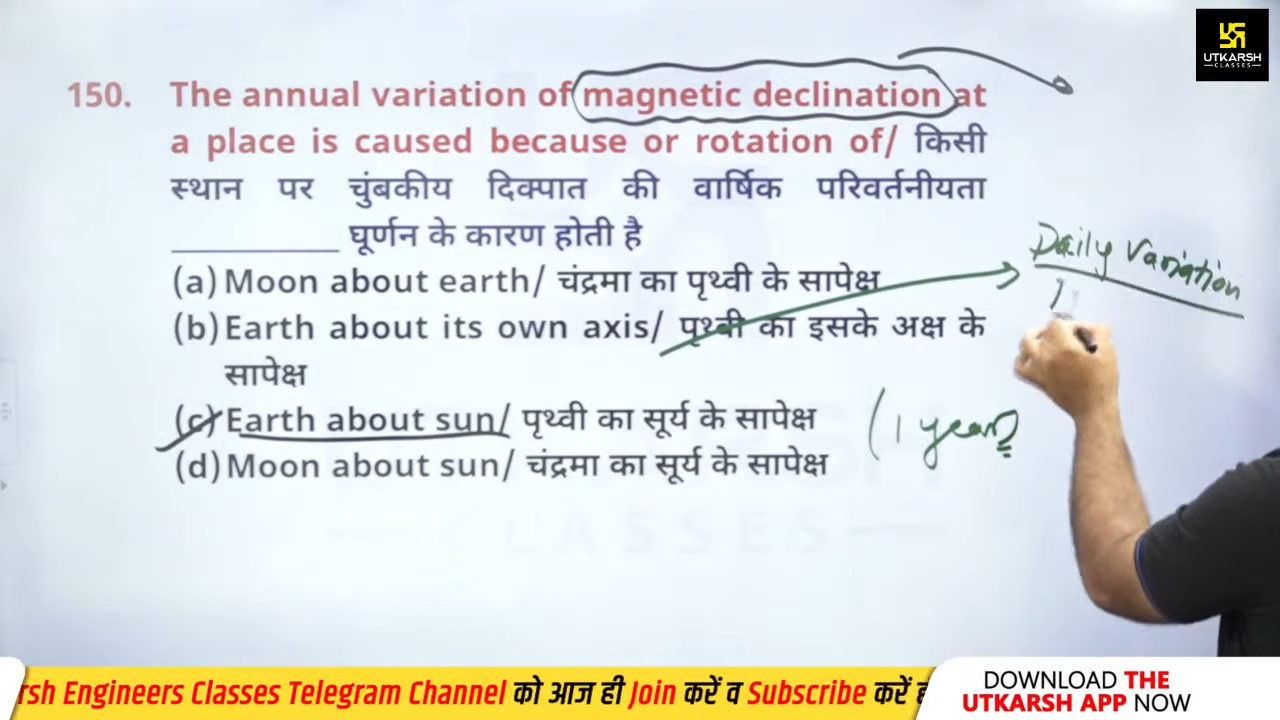 UTKARSH
CLASSES
150. The annual variation of magnetic declination at
a place is caused because or rotation of/ किसी
स्थान पर चुंबकीय दिक्पात की वार्षिक परिवर्तनीयता
____________ घूर्णन के कारण होती है
(a) Moon about earth/ चंद्रमा का पृथ्वी के सापेक्ष
(b) Earth about its own axis/ पृथ्वी का इसके अक्ष के
सापेक्ष
(c) Earth about sun/ पृथ्वी का सूर्य के सापेक्ष
(d) Moon about sun/ चंद्रमा का सूर्य के सापेक्ष
Daily Variation
(1 year)
CLASSES
rsh Engineers Classes Telegram Channel को आज ही Join करें व Subscribe करें
DOWNLOAD THE
UTKARSH APP NOW